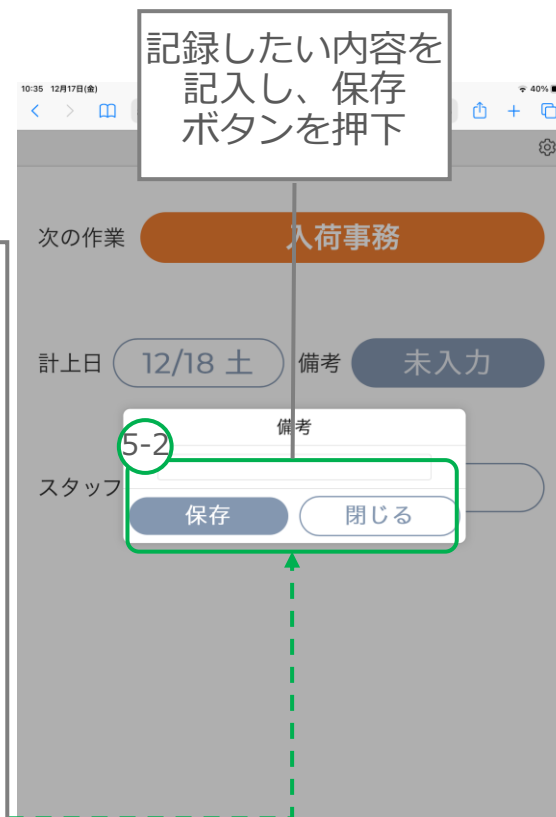 記録したい内容を
記入し、保存
ボタンを押下
10:35 12月17日(金)
40%
次の作業 入荷事務
計上日 12/18 土 備考 未入力
備考
5-2
スタッフ
保存 閉じる